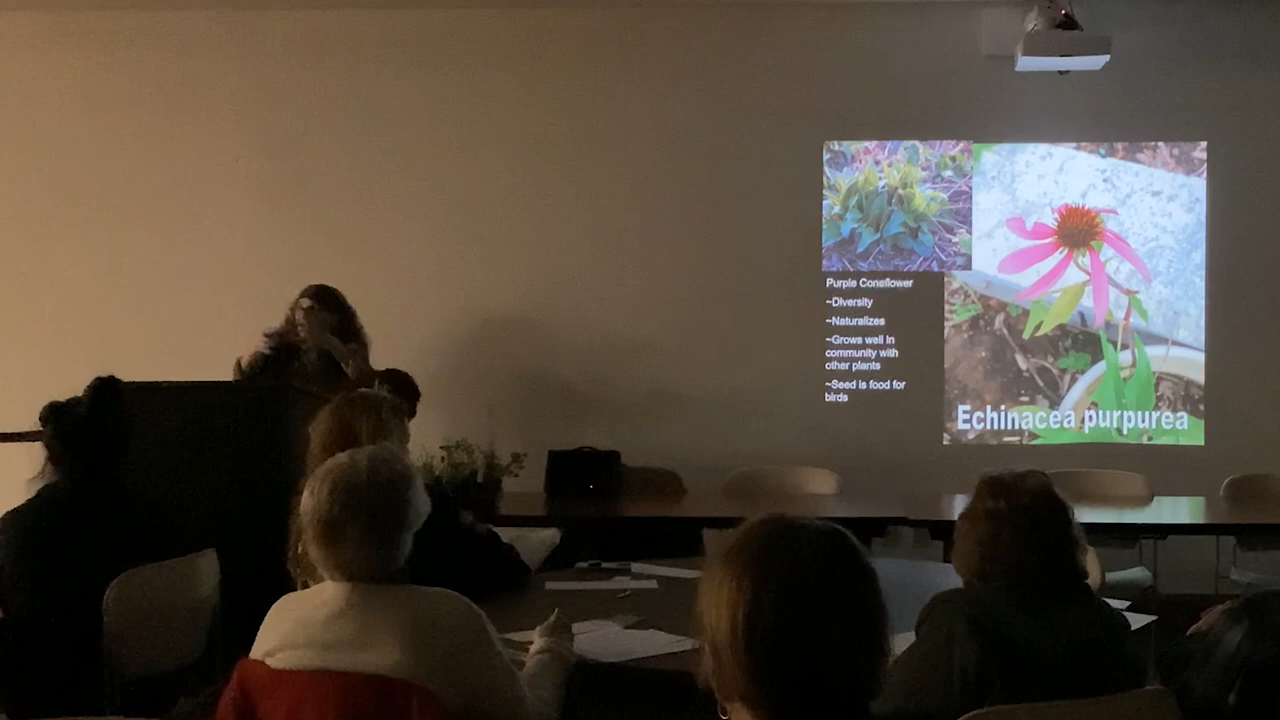 Purple Coneflower
~Diversity
~Naturalizes
~Grows well in
community with
other plants
~Seed is food for
birds
Echinacea purpurea